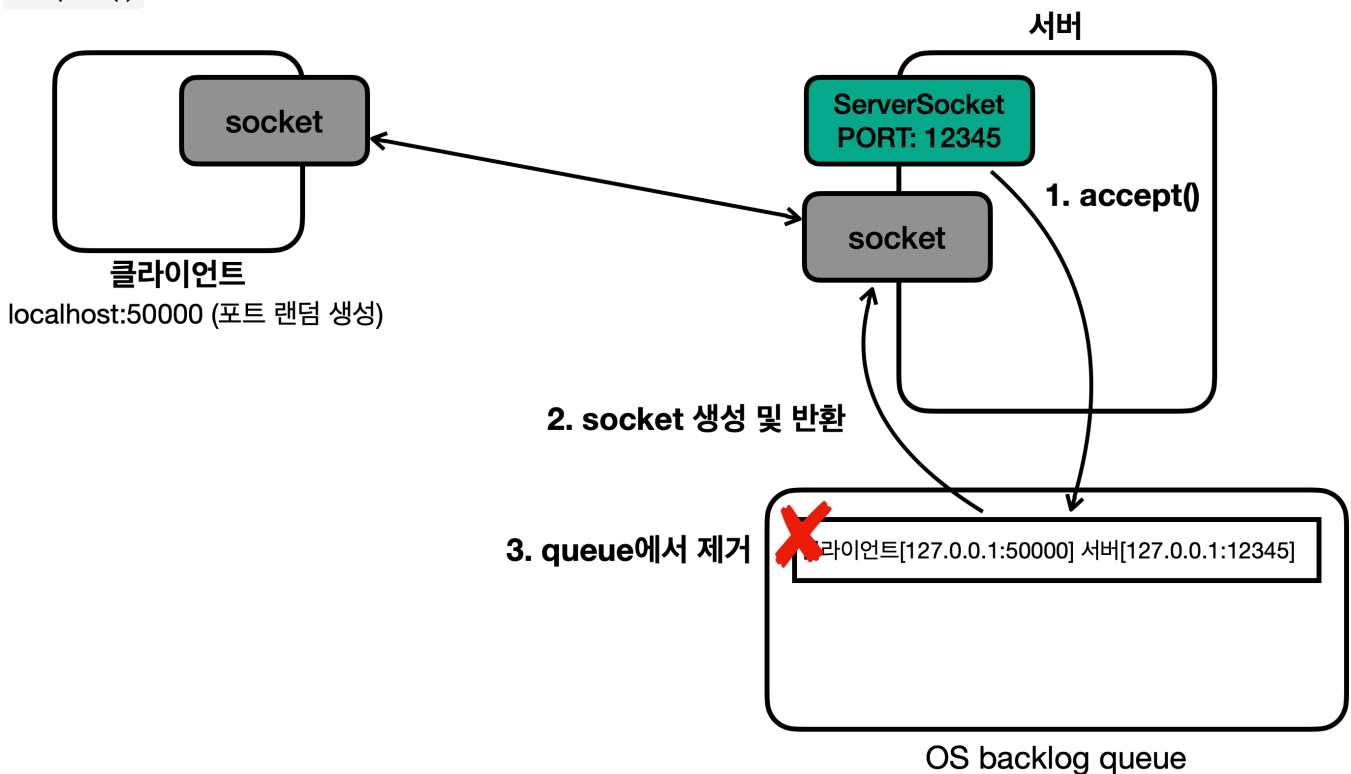 서버
socket
ServerSocket
PORT: 12345
1. accept()
socket
클라이언트
localhost:50000 (포트 랜덤 생성)
2. socket 생성 및 반환
3. queue에서 제거
라이언트[127.0.0.1:50000] 서버[127.0.0.1:12345]
OS backlog queue